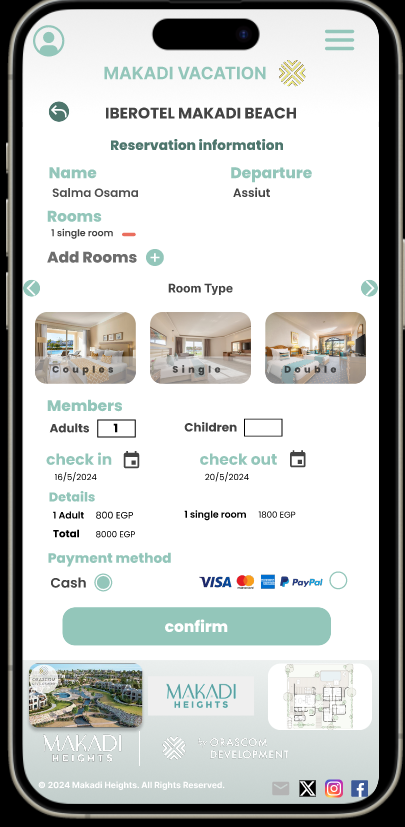 MAKADI VACATION
IBEROTEL MAKADI BEACH
Reservation information
Name Departure
Salma Osama Assiut
Rooms
1 single room
Add Rooms
Room Type
Couples Single Double
Members
Adults 1 Children
check in check out
16/5/2024 20/5/2024
Details
1 Adult 800 EGP 1 single room 1800 EGP
Total 8000 EGP
Payment method
Cash VISA PayPal
confirm
MAKADI
HEIGHTS
MAKADI
HEIGHTS
by ORASCOM
DEVELOPMENT
© 2024 Makadi Heights. All Rights Reserved.